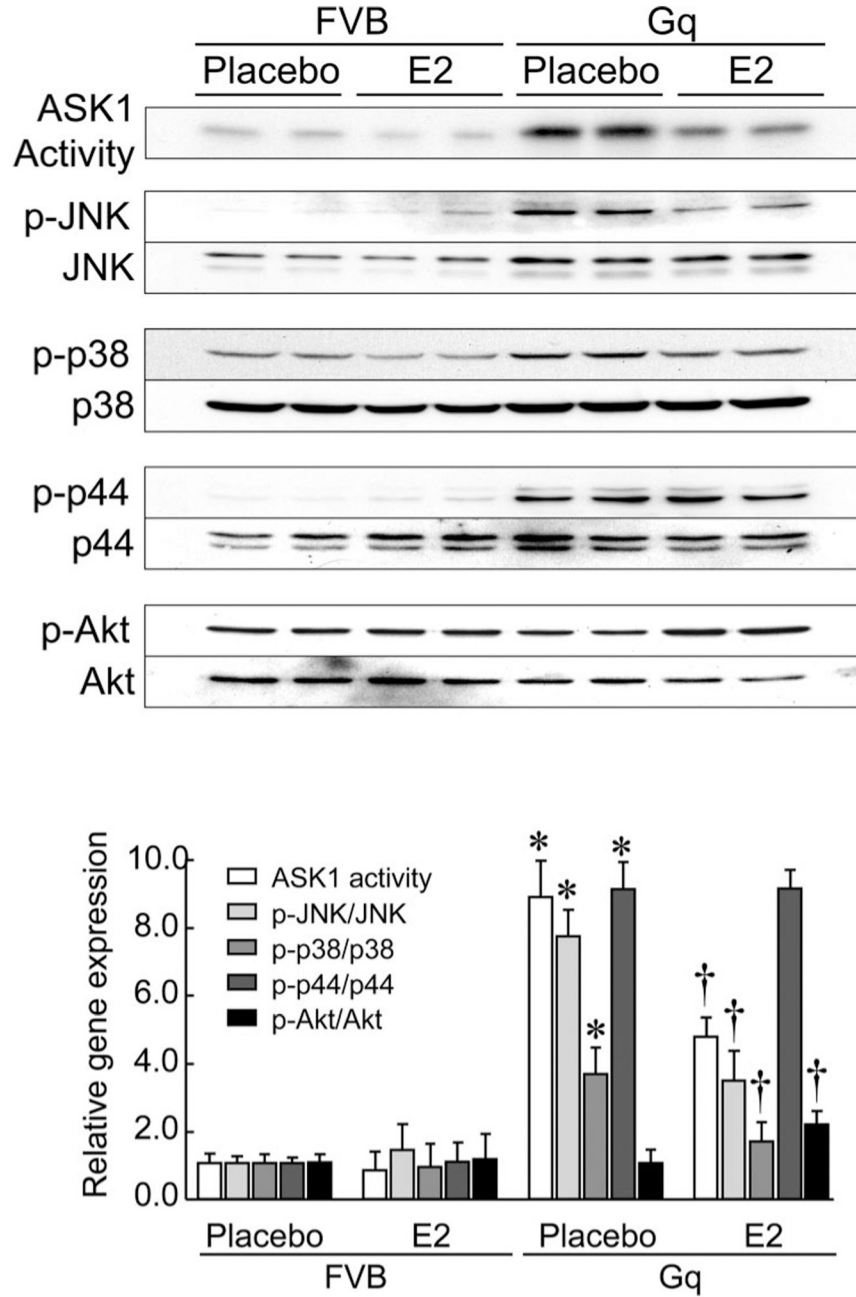 FVB Gq
Placebo E2 Placebo E2
ASK1
Activity
p-JNK
JNK
p-p38
p38
p-p44
p44
p-Akt
Akt
Relative gene expression
10.0
8.0
6.0
4.0
2.0
0.0
ASK1 activity
p-JNK/JNK
p-p38/p38
p-p44/p44
p-Akt/Akt
* * * *
† † † †
Placebo E2 Placebo E2
FVB Gq